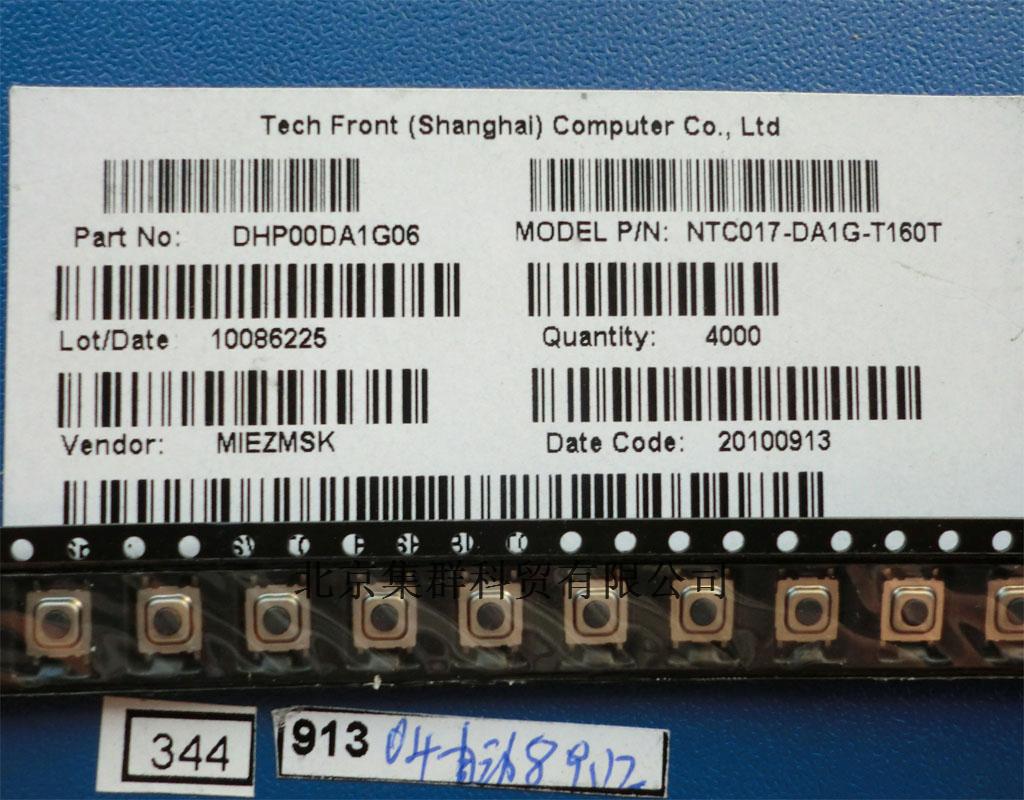 Tech Front (Shanghai) Computer Co., Ltd
Part No: DHP00DA1G06
MODEL P/N: NTC017-DA1G-T160T
Lot/Date 10086225
Quantity: 4000
Vendor: MIEZMSK
Date Code: 20100913
北京集群科贸有限公司
344
913